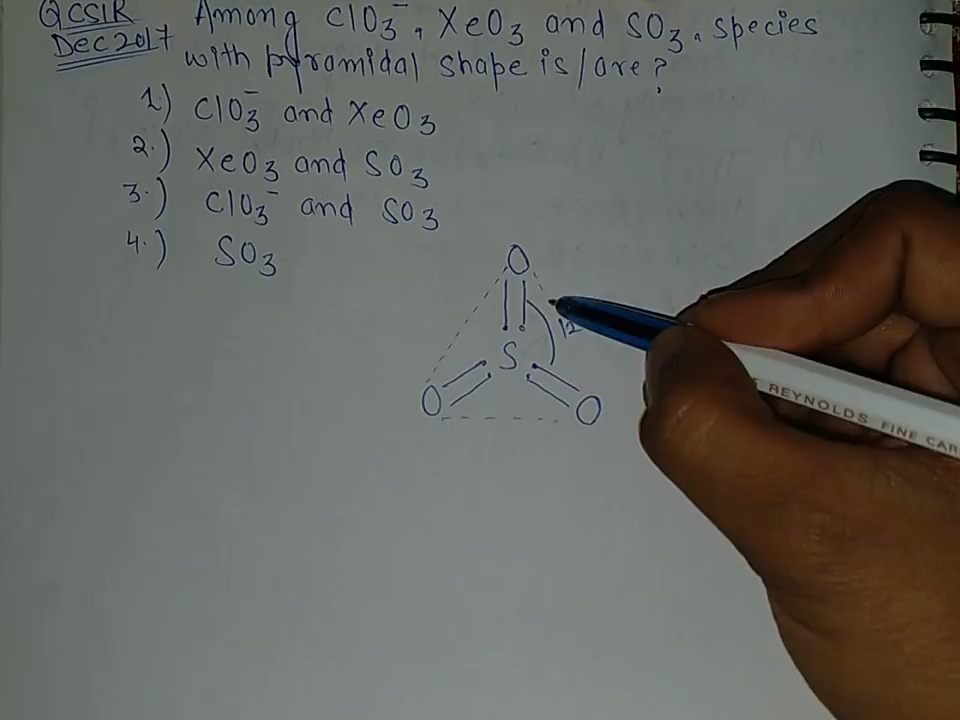 Q CSIR Among ClO3⁻, XeO3 and SO3, species
Dec 2017 with pyramidal shape is/are?
1.) ClO3⁻ and XeO3
2.) XeO3 and SO3
3.) ClO3⁻ and SO3
4.) SO3
O
S
O O
REYNOLDS FINE CAR